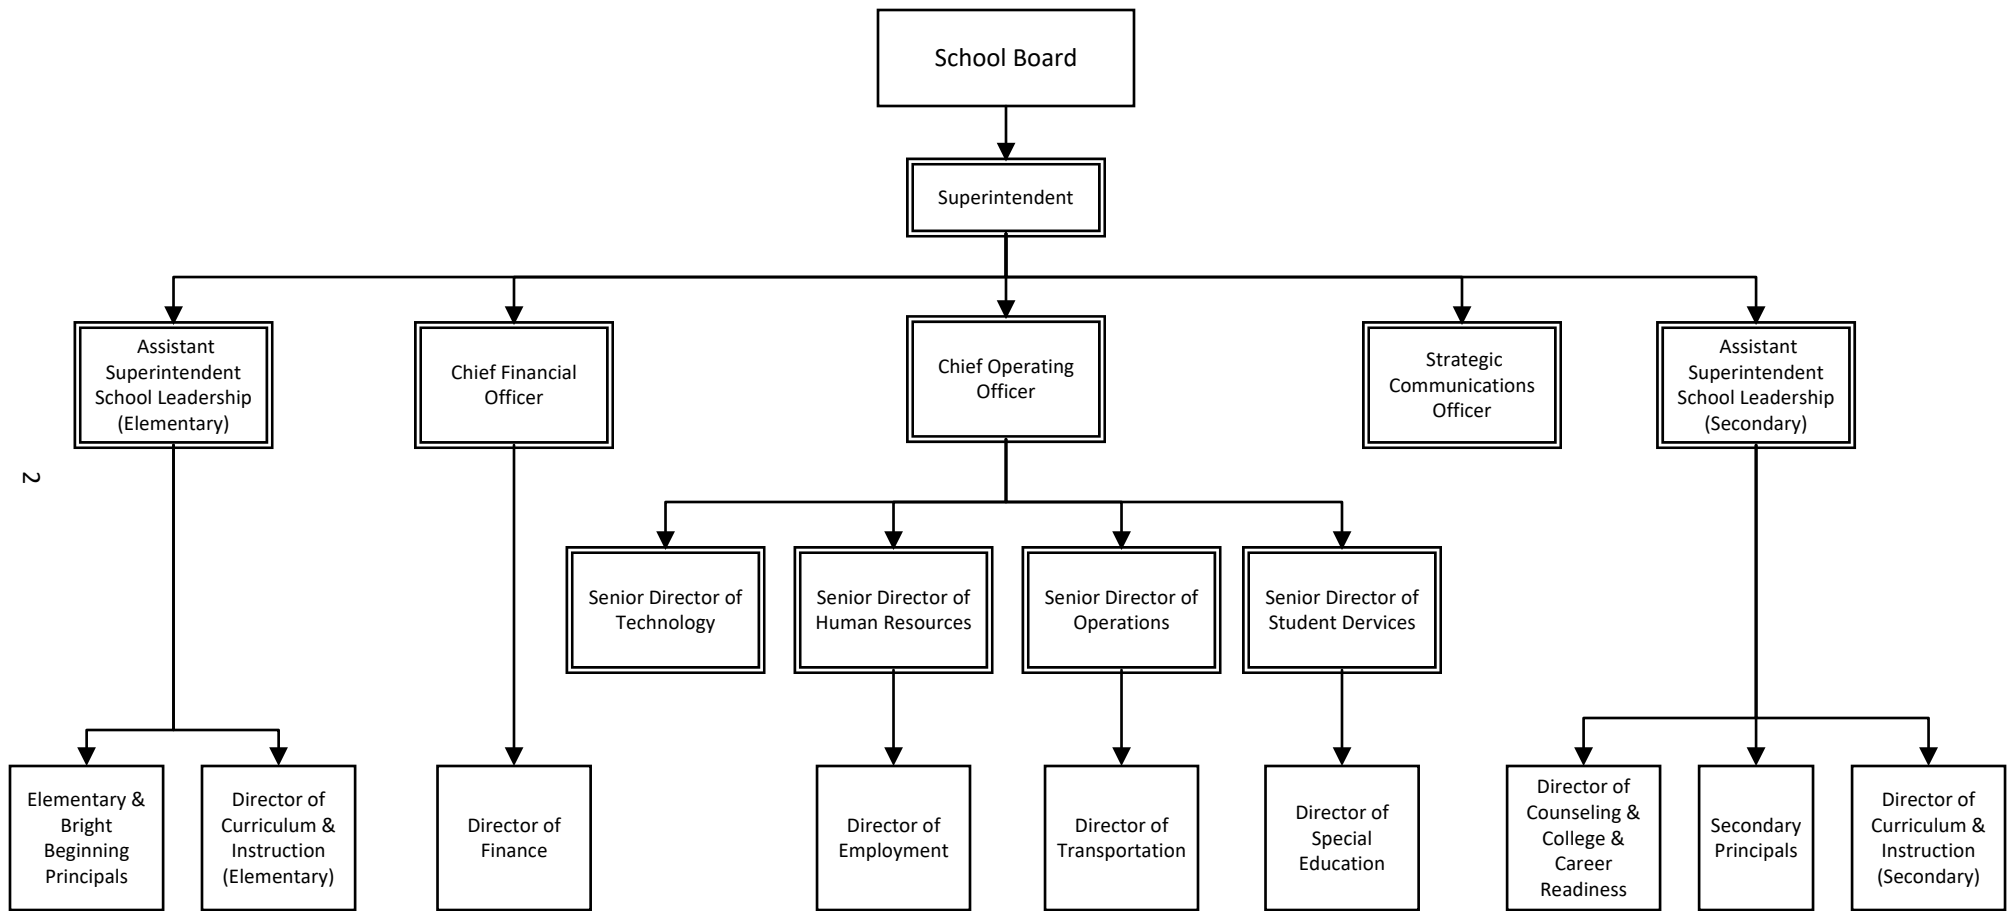 School Board
Superintendent
Assistant
Superintendent
School Leadership
(Elementary)
Chief Financial
Officer
Chief Operating
Officer
Strategic
Communications
Officer
Assistant
Superintendent
School Leadership
(Secondary)
2
Senior Director of
Technology
Senior Director of
Human Resources
Senior Director of
Operations
Senior Director of
Student Dervices
Elementary &
Bright
Beginning
Principals
Director of
Curriculum &
Instruction
(Elementary)
Director of
Finance
Director of
Employment
Director of
Transportation
Director of
Special
Education
Director of
Counseling &
College &
Career
Readiness
Secondary
Principals
Director of
Curriculum &
Instruction
(Secondary)